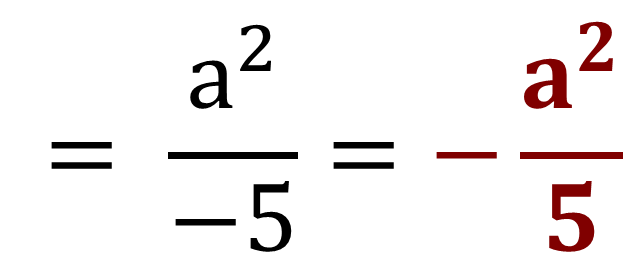 = a²/−5 = − a²/5